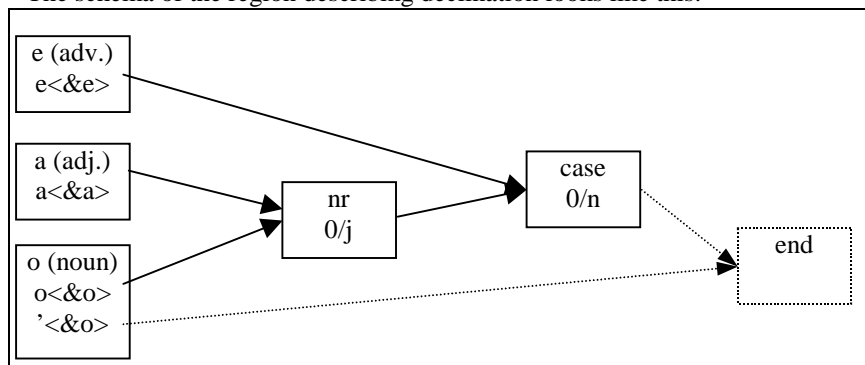 The schema of the region describing declination looks like this:
e (adv.)
e<&e>
a (adj.)
a<&a>
o (noun)
o<&o>
’<&o>
nr
0/j
case
0/n
end